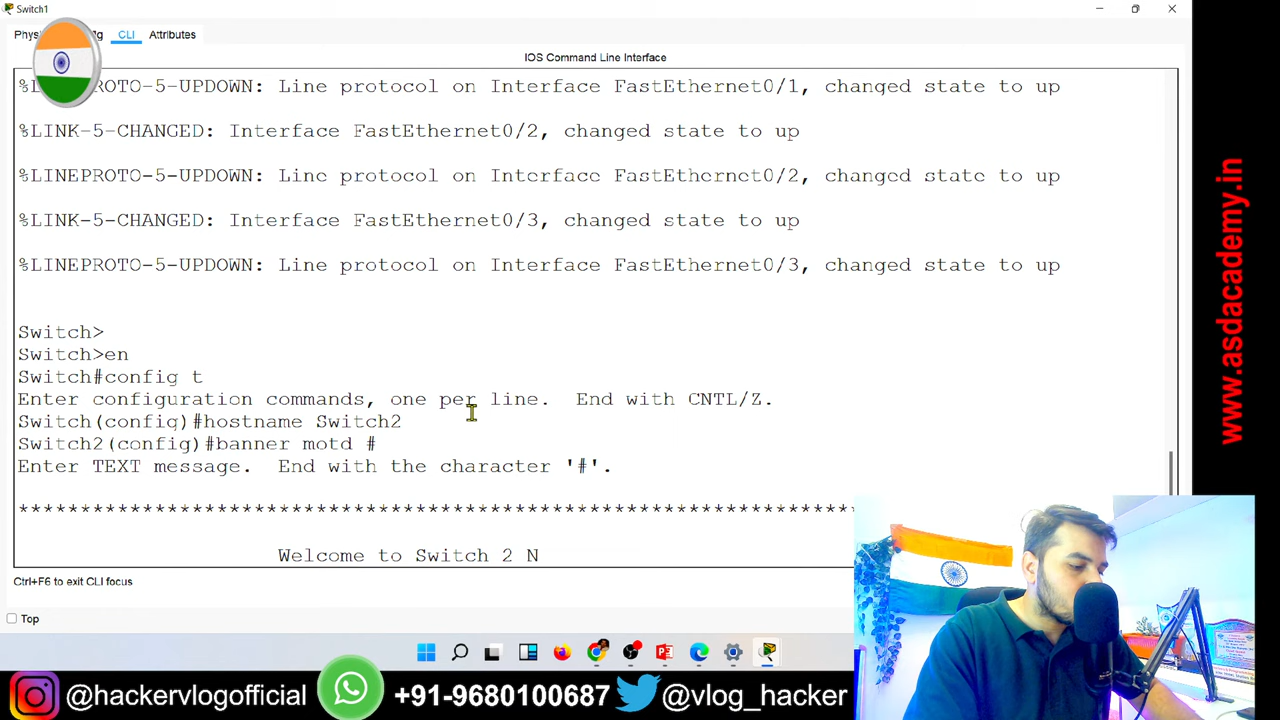 Switch1
CLI
Attributes
IOS Command Line Interface
OTO-5-UPDOWN: Line protocol on Interface FastEthernet0/1, changed state to up
%LINK-5-CHANGED: Interface FastEthernet0/2, changed state to up
%LINEPROTO-5-UPDOWN: Line protocol on Interface FastEthernet0/2, changed state to up
%LINK-5-CHANGED: Interface FastEthernet0/3, changed state to up
%LINEPROTO-5-UPDOWN: Line protocol on Interface FastEthernet0/3, changed state to up
Switch>
Switch>en
Switch#config t
Enter configuration commands, one per line. End with CNTL/Z.
Switch(config)#hostname Switch2
Switch2(config)#banner motd #
Enter TEXT message. End with the character '#'.
********************************************************************
Welcome to Switch 2 N
Ctrl+F6 to exit CLI focus
Top
www.asdacademy.in
@hackervlogofficial
+91-9680100687
@vlog_hacker